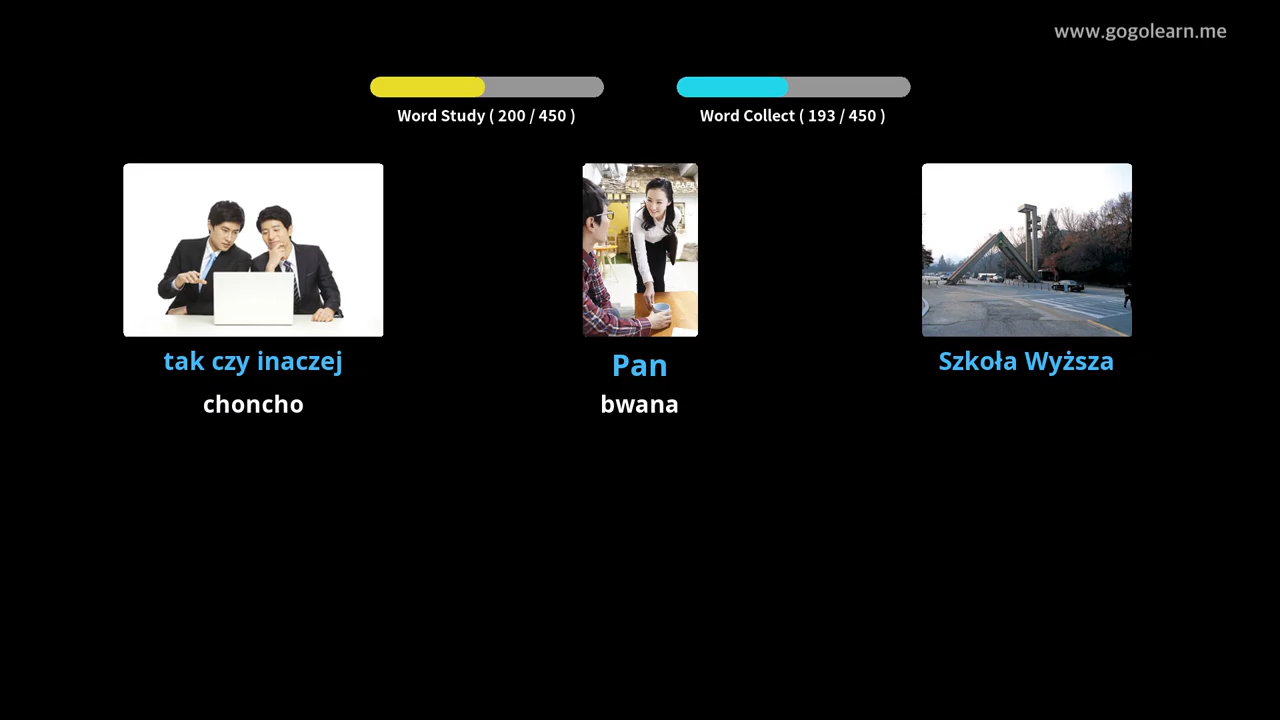 www.gogolearn.me
Word Study ( 200 / 450 )
Word Collect ( 193 / 450 )
tak czy inaczej
choncho
Pan
bwana
Szkoła Wyższa